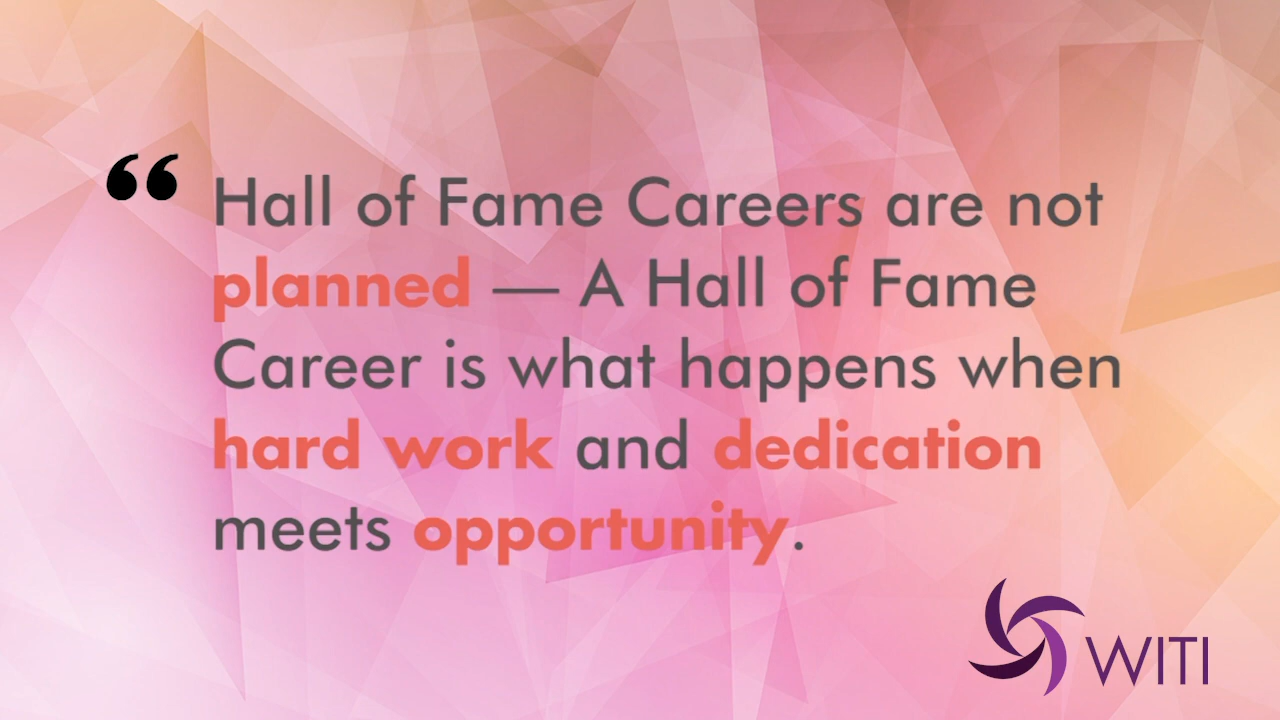 “ Hall of Fame Careers are not
planned — A Hall of Fame
Career is what happens when
hard work and dedication
meets opportunity.
WITI